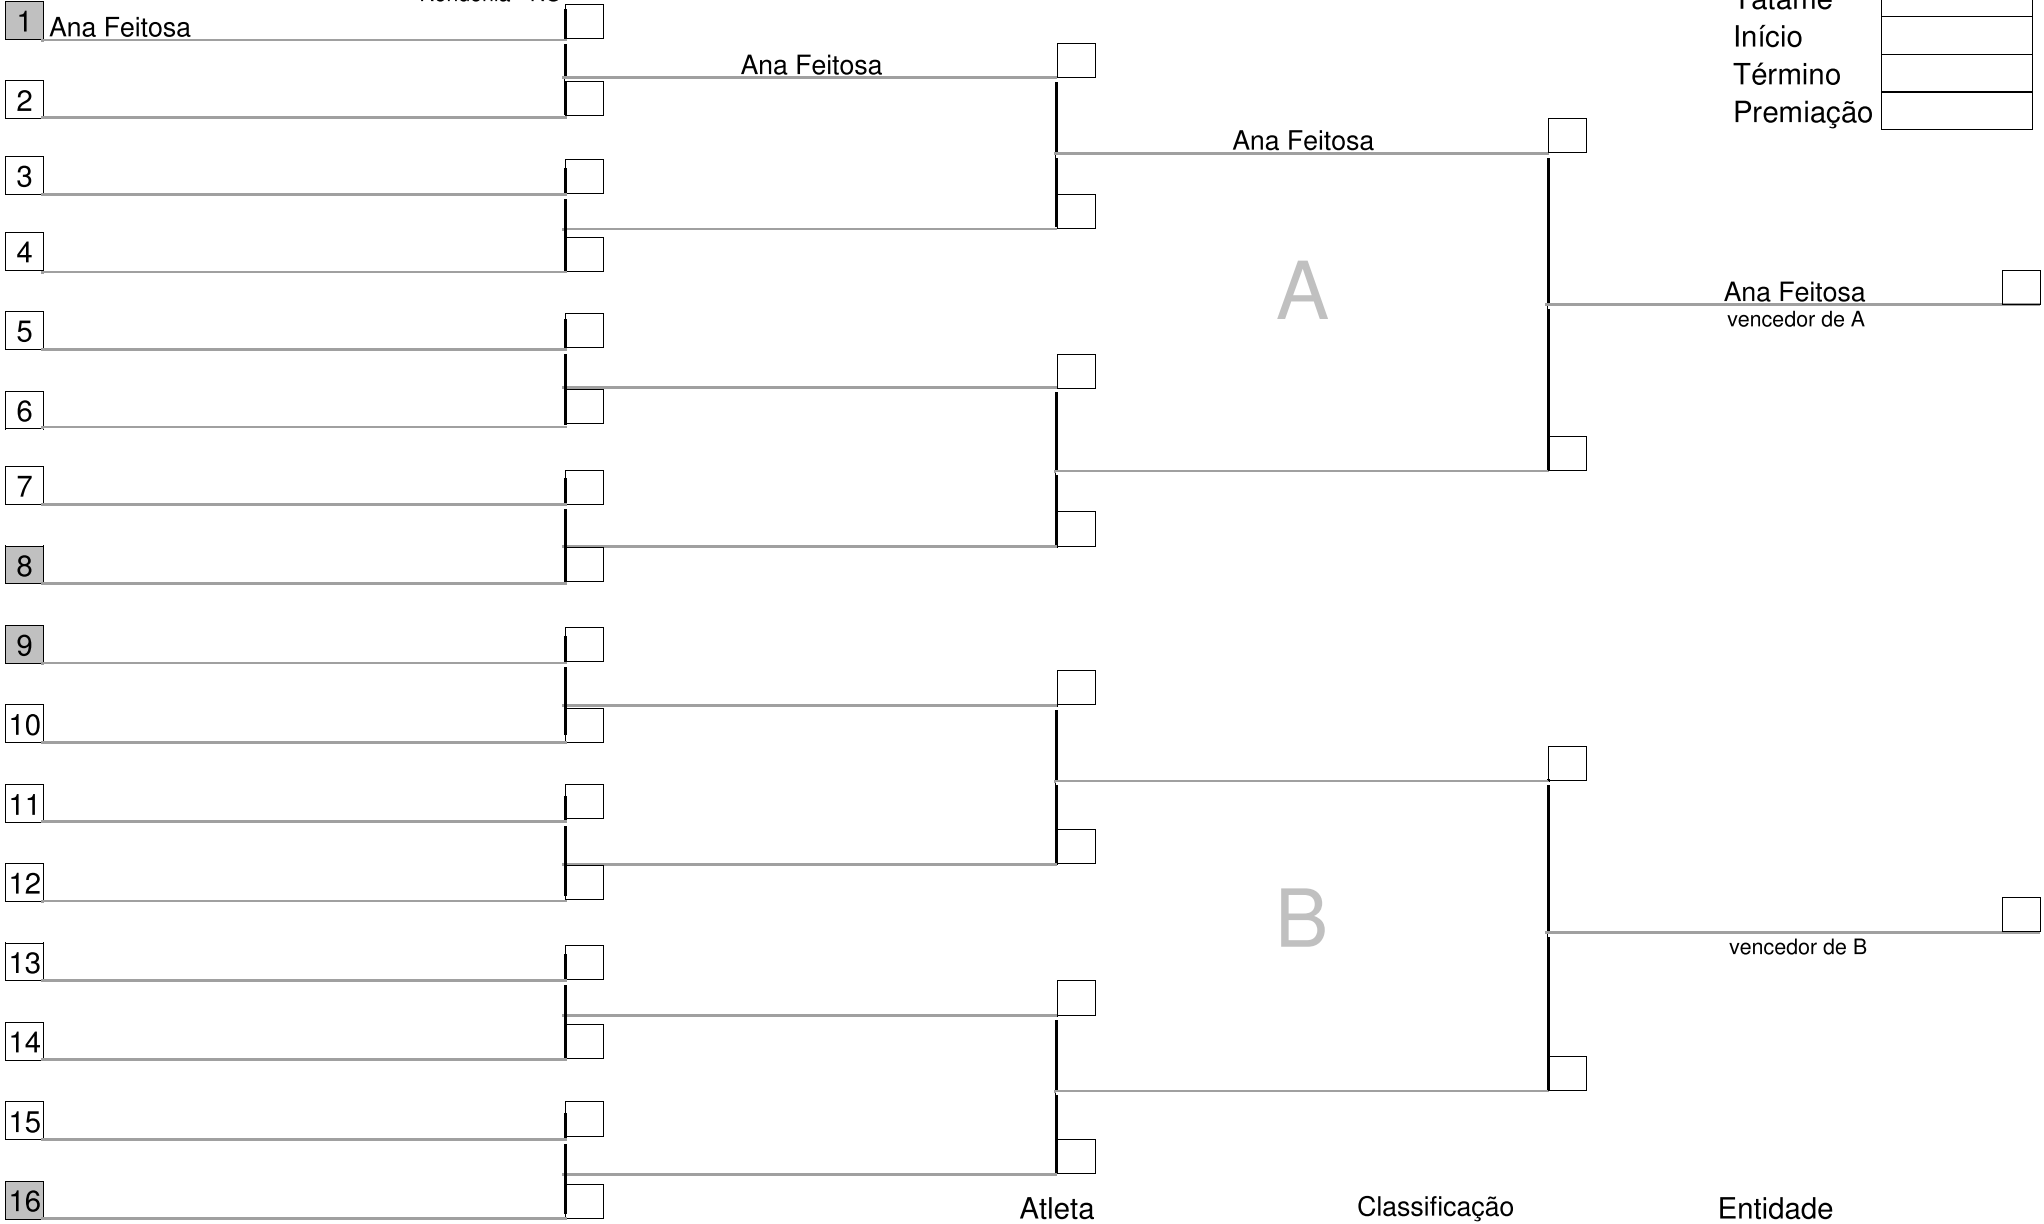 1 Ana Feitosa
Tatame
Início
Ana Feitosa
Término
2
Premiação
Ana Feitosa
3
4
A
Ana Feitosa
vencedor de A
5
6
7
8
9
10
11
12
B
13
vencedor de B
14
15
16
Atleta Classificação Entidade